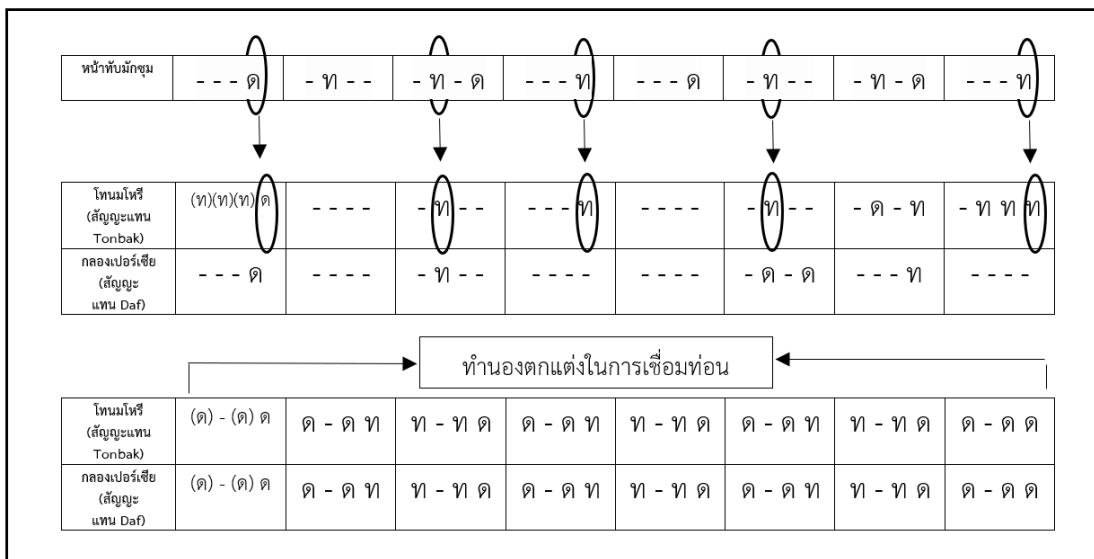 หน้าทับมักซุม - - - ด - ท - - - ท - ด - - - ท - - - ด - ท - - - ท - ด - - - ท
โทนมโหรี
(สัญญะแทน
Tonbak) (ท)(ท)(ท) ด - - - - - ท - - - - - ท - - - - - ท - - - ด - ท - ท ท ท
กลองเปอร์เซีย
(สัญญะ
แทน Daf) - - - ด - - - - - ท - - - - - - - - - - - ด - ด - - - ท - - - -
ทำนองตกแต่งในการเชื่อมท่อน
โทนมโหรี
(สัญญะแทน
Tonbak) (ด) - (ด) ด ด - ด ท ท - ท ด ด - ด ท ท - ท ด ด - ด ท ท - ท ด ด - ด ด
กลองเปอร์เซีย
(สัญญะ
แทน Daf) (ด) - (ด) ด ด - ด ท ท - ท ด ด - ด ท ท - ท ด ด - ด ท ท - ท ด ด - ด ด